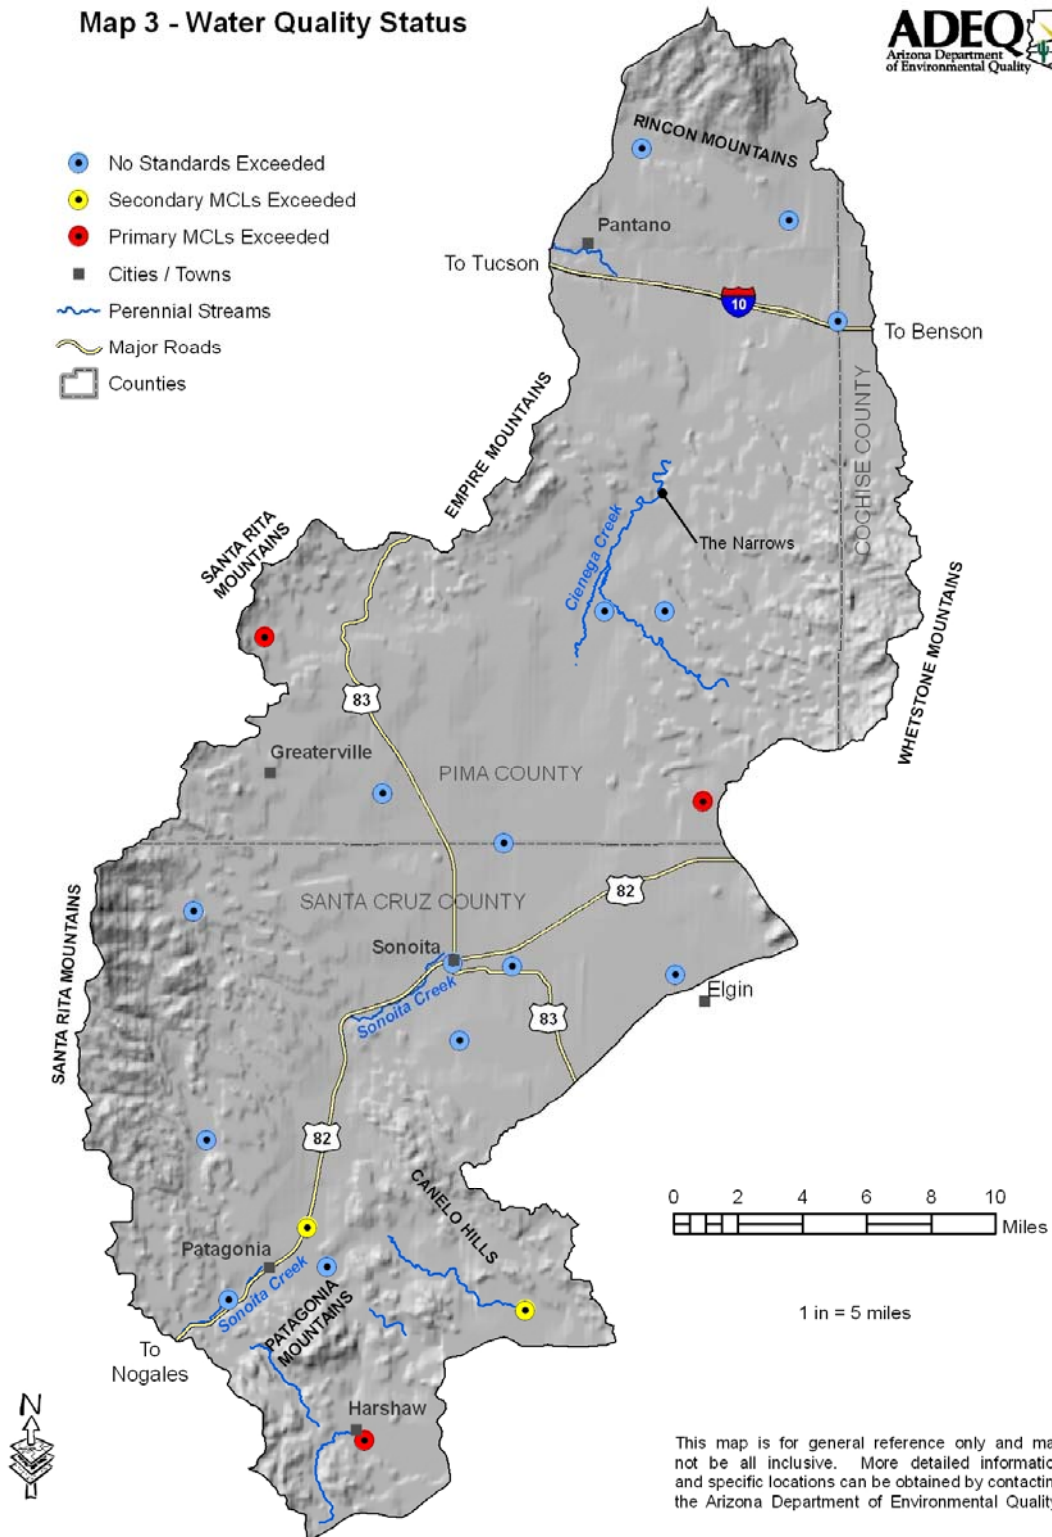 Map 3 - Water Quality Status
ADEQ
Arizona Department
of Environmental Quality
No Standards Exceeded
Secondary MCLs Exceeded
Primary MCLs Exceeded
Cities / Towns
Perennial Streams
Major Roads
Counties
RINCON MOUNTAINS
Pantano
To Tucson
10
To Benson
COCHISE COUNTY
EMPIRE MOUNTAINS
The Narrows
Cienega Creek
SANTA RITA
MOUNTAINS
WHETSTONE MOUNTAINS
83
Greaterville
PIMA COUNTY
SANTA CRUZ COUNTY
82
SANTA RITA MOUNTAINS
Sonoita
Sonoita Creek
Elgin
83
82
CANELO HILLS
0 2 4 6 8 10
Miles
Patagonia
Sonoita Creek
PATAGONIA
MOUNTAINS
1 in = 5 miles
To
Nogales
Harshaw
N
This map is for general reference only and ma
not be all inclusive. More detailed informatio
and specific locations can be obtained by contactin
the Arizona Department of Environmental Quality